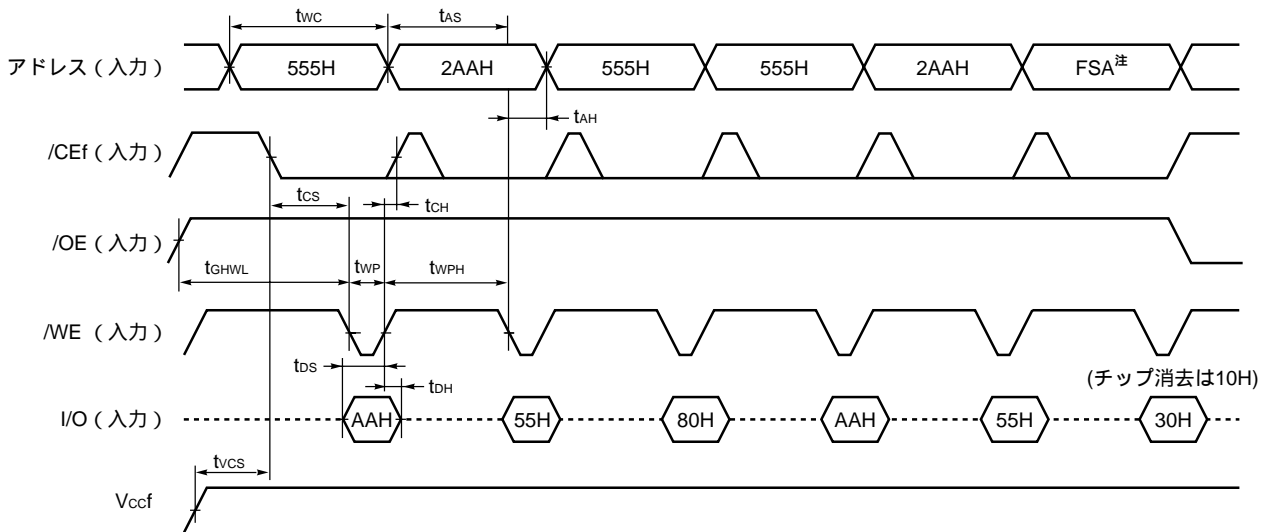 tWC tAS
アドレス（入力） 555H 2AAH 555H 555H 2AAH FSA注
tAH
/CEf（入力）
tCS tCH
/OE（入力）
tGHWL tWP tWPH
/WE（入力）
tDS tDH
(チップ消去は10H)
I/O（入力） AAH 55H 80H AAH 55H 30H
tVCS
VCCf